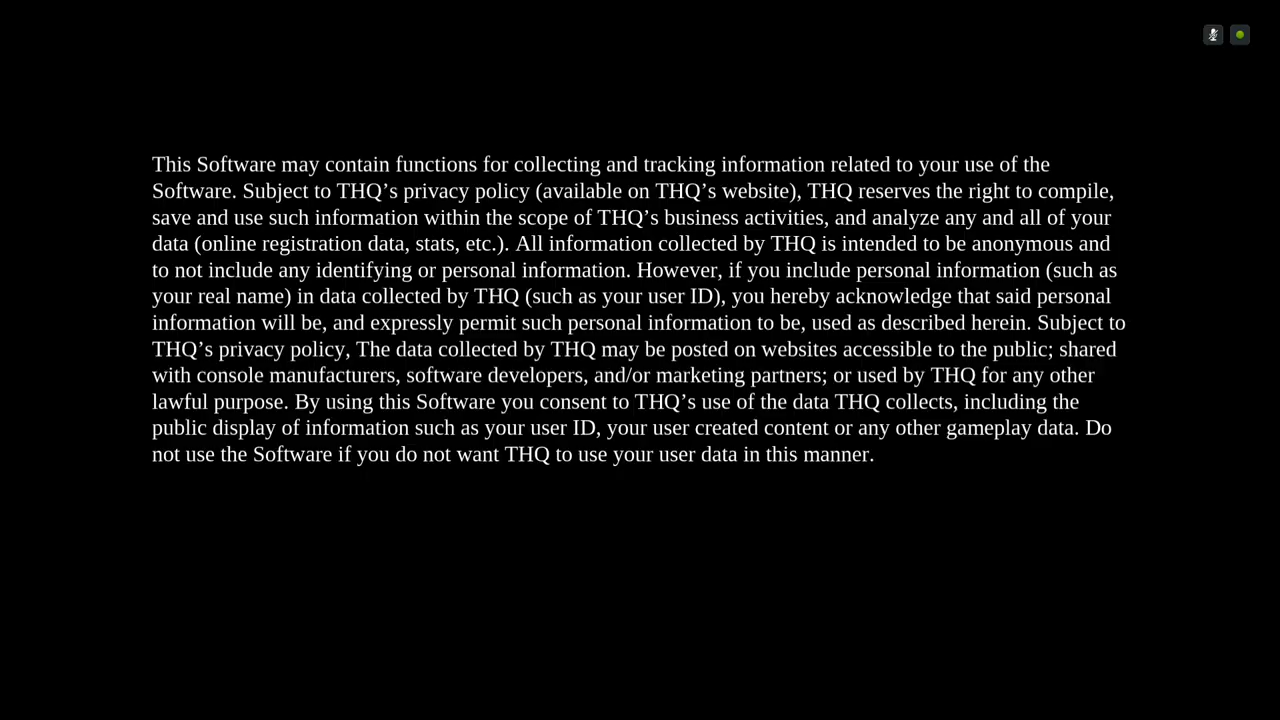 This Software may contain functions for collecting and tracking information related to your use of the
Software. Subject to THQ’s privacy policy (available on THQ’s website), THQ reserves the right to compile,
save and use such information within the scope of THQ’s business activities, and analyze any and all of your
data (online registration data, stats, etc.). All information collected by THQ is intended to be anonymous and
to not include any identifying or personal information. However, if you include personal information (such as
your real name) in data collected by THQ (such as your user ID), you hereby acknowledge that said personal
information will be, and expressly permit such personal information to be, used as described herein. Subject to
THQ’s privacy policy, The data collected by THQ may be posted on websites accessible to the public; shared
with console manufacturers, software developers, and/or marketing partners; or used by THQ for any other
lawful purpose. By using this Software you consent to THQ’s use of the data THQ collects, including the
public display of information such as your user ID, your user created content or any other gameplay data. Do
not use the Software if you do not want THQ to use your user data in this manner.